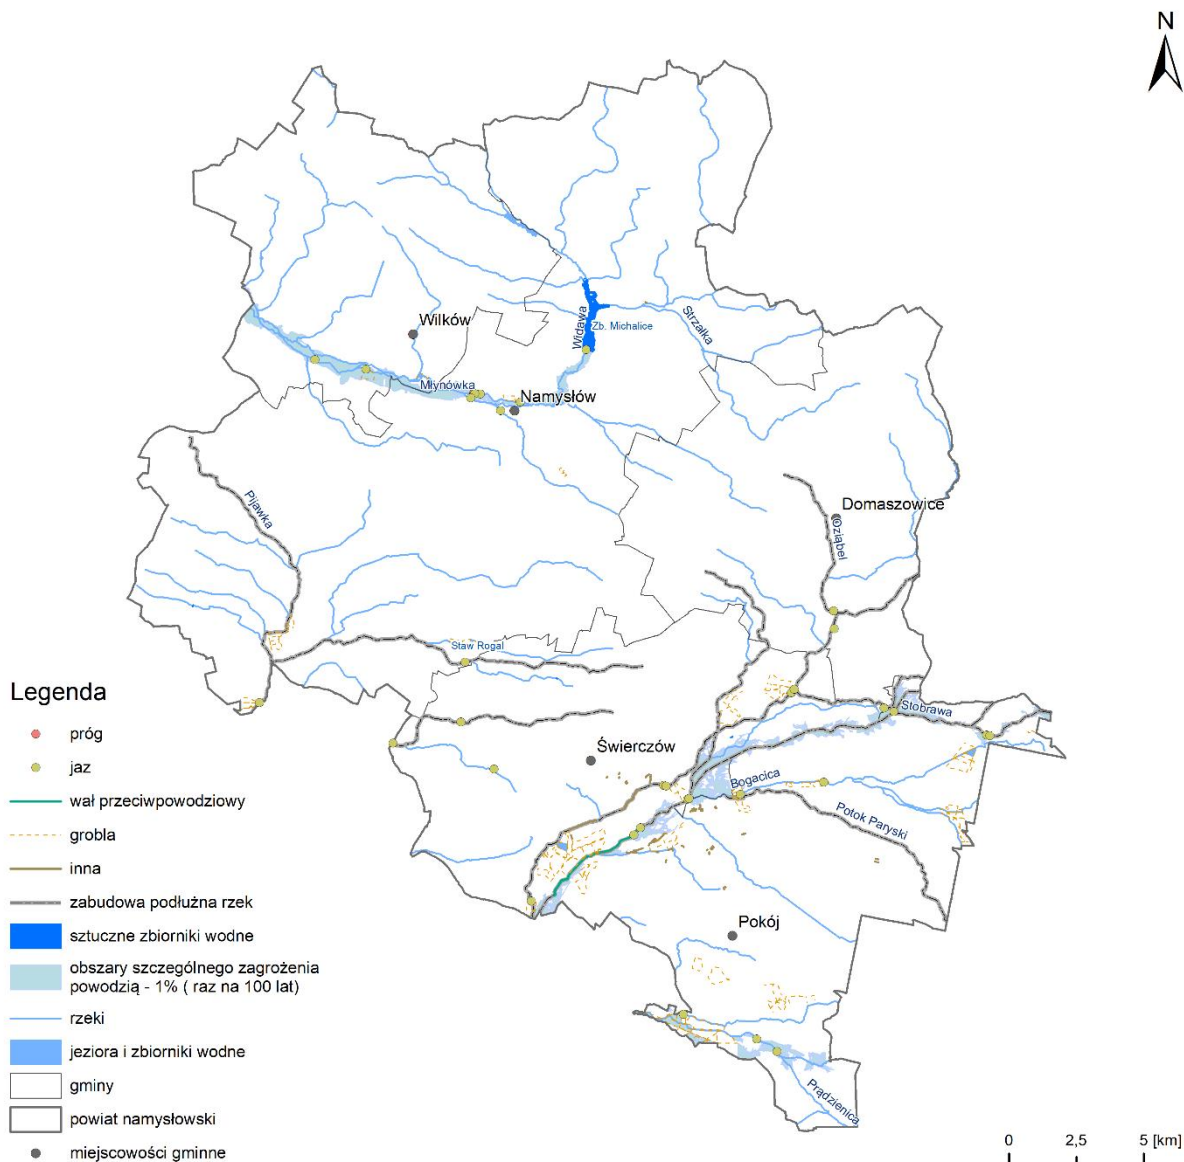 N
Wilków
Widawa
Zb. Michalice
Strzałka
Młynówka
Namysłów
Pijawka
Domaszowice
Oziąbel
Staw Rogal
Stobrawa
Świerczów
Bogacica
Potok Paryski
Pokój
Prądzienica
Legenda
próg
jaz
wał przeciwpowodziowy
grobla
inna
zabudowa podłużna rzek
sztuczne zbiorniki wodne
obszary szczególnego zagrożenia
powodzią - 1% ( raz na 100 lat)
rzeki
jeziora i zbiorniki wodne
gminy
powiat namysłowski
miejscowości gminne
0 2,5 5 [km]